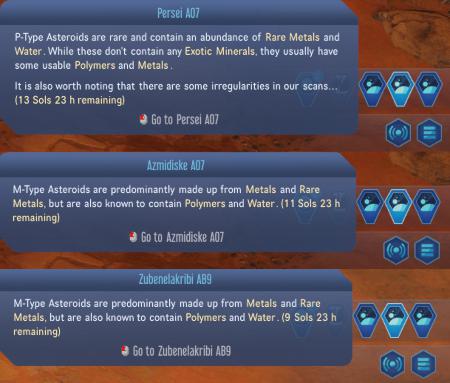 Persei A07
P-Type Asteroids are rare and contain an abundance of Rare Metals and
Water. While these don't contain any Exotic Minerals, they usually have
some usable Polymers and Metals.
It is also worth noting that there are some irregularities in our scans...
(13 Sols 23 h remaining)
Go to Persei A07
Azmidiske A07
M-Type Asteroids are predominantly made up from Metals and Rare
Metals, but are also known to contain Polymers and Water. (11 Sols 23 h
remaining)
Go to Azmidiske A07
Zubenelakribi AB9
M-Type Asteroids are predominantly made up from Metals and Rare
Metals, but are also known to contain Polymers and Water. (9 Sols 23 h
remaining)
Go to Zubenelakribi AB9